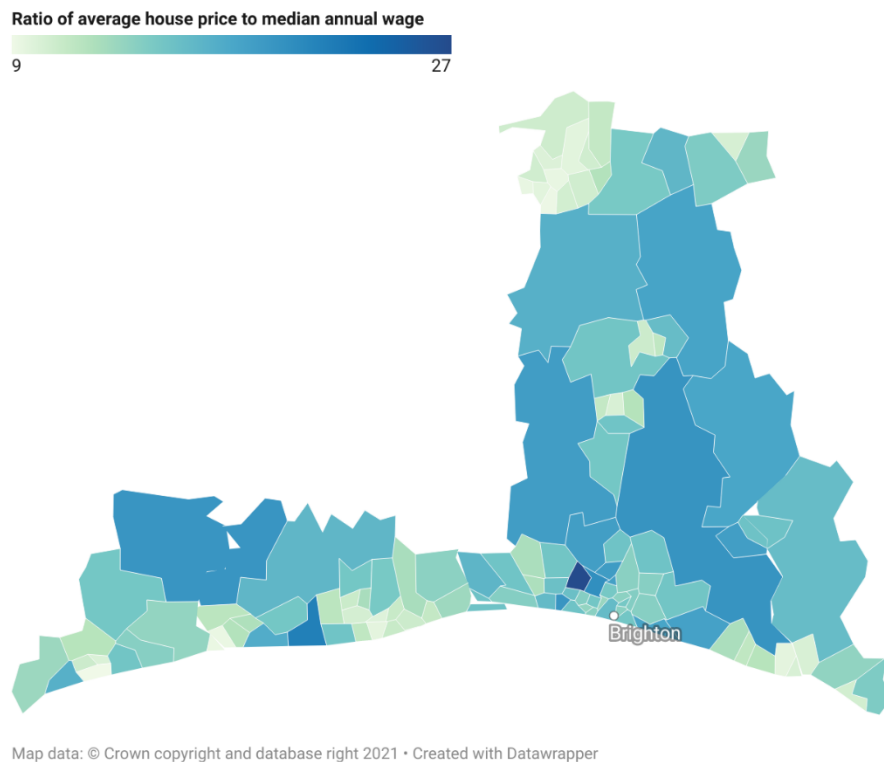 Ratio of average house price to median annual wage
9 27
Brighton
Map data: © Crown copyright and database right 2021 • Created with Datawrapper